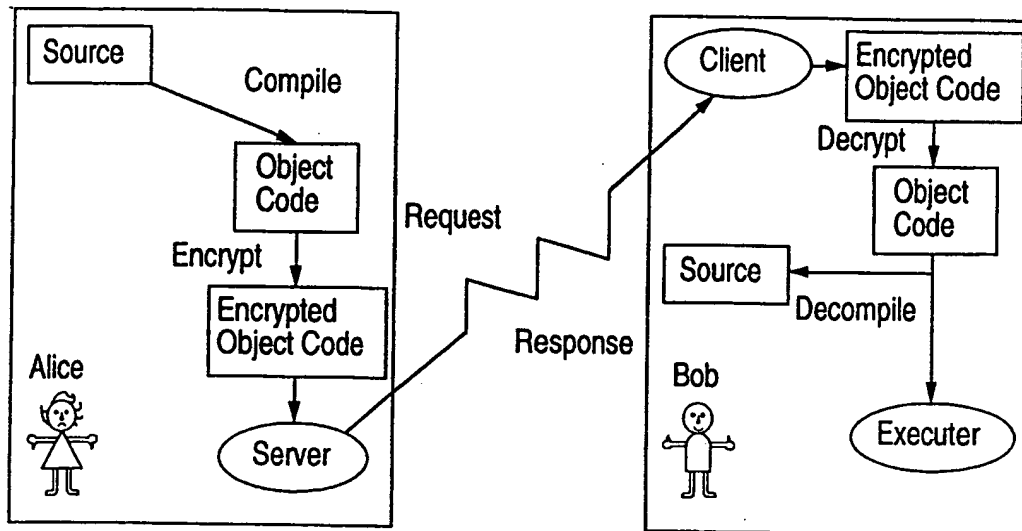 Source
Compile
Object
Code
Encrypt
Encrypted
Object Code
Alice
Server
Request
Response
Client
Encrypted
Object Code
Decrypt
Object
Code
Source
Decompile
Bob
Executer